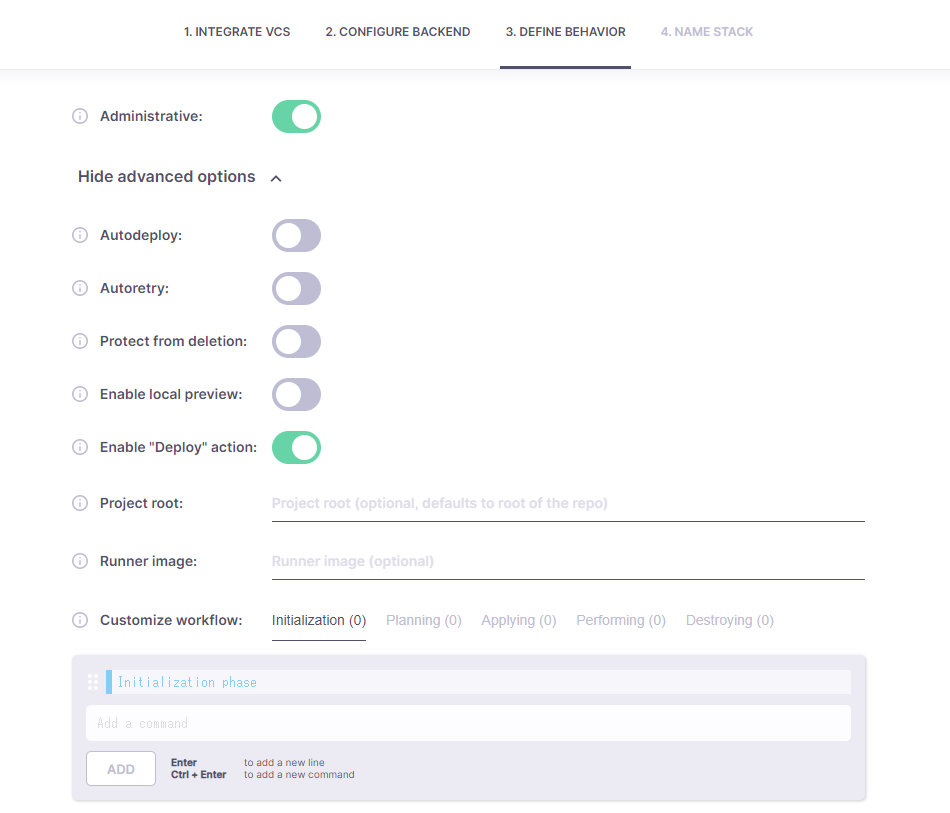 1. INTEGRATE VCS 2. CONFIGURE BACKEND 3. DEFINE BEHAVIOR 4. NAME STACK
Administrative:
Hide advanced options
Autodeploy:
Autoretry:
Protect from deletion:
Enable local preview:
Enable "Deploy" action:
Project root: Project root (optional, defaults to root of the repo)
Runner image: Runner image (optional)
Customize workflow: Initialization (0) Planning (0) Applying (0) Performing (0) Destroying (0)
Initialization phase
Add a command
ADD
Enter to add a new line
Ctrl + Enter to add a new command